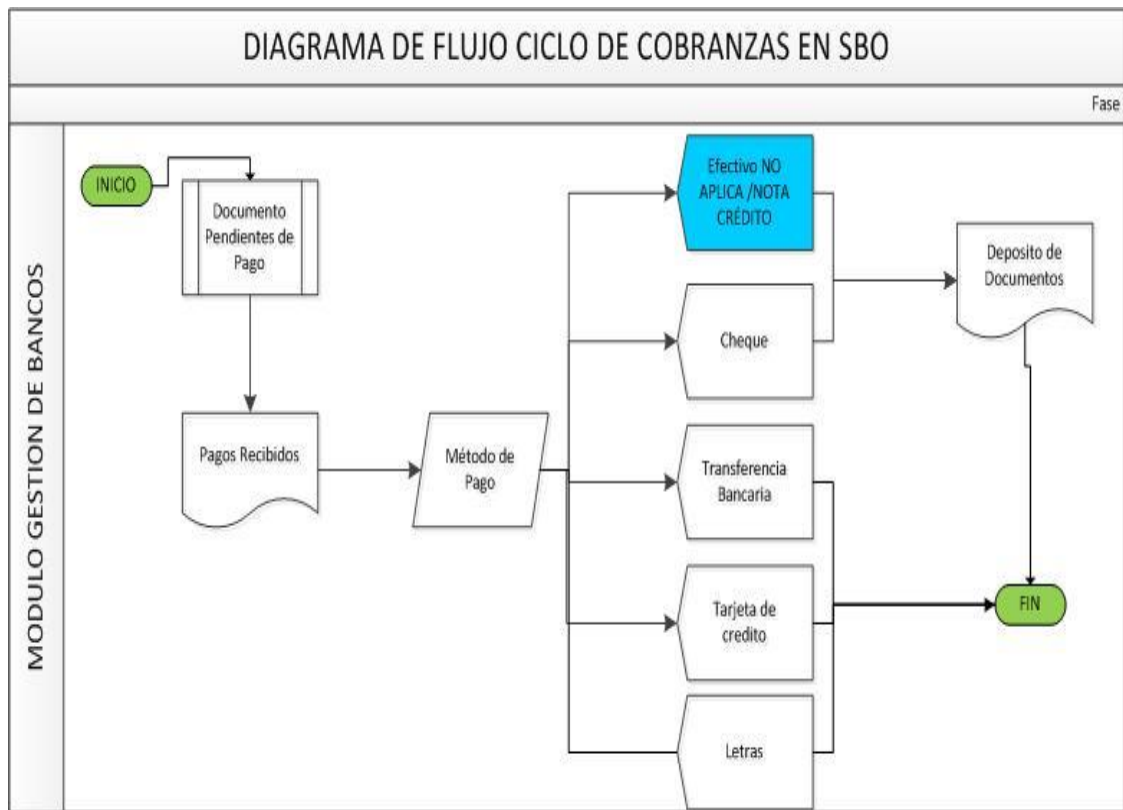 DIAGRAMA DE FLUJO CICLO DE COBRANZAS EN SBO
Fase
MODULO GESTION DE BANCOS
INICIO
Documento
Pendientes de
Pago
Pagos Recibidos
Método de
Pago
Efectivo NO
APLICA /NOTA
CRÉDITO
Cheque
Transferencia
Bancaria
Tarjeta de
credito
Letras
Deposito de
Documentos
FIN